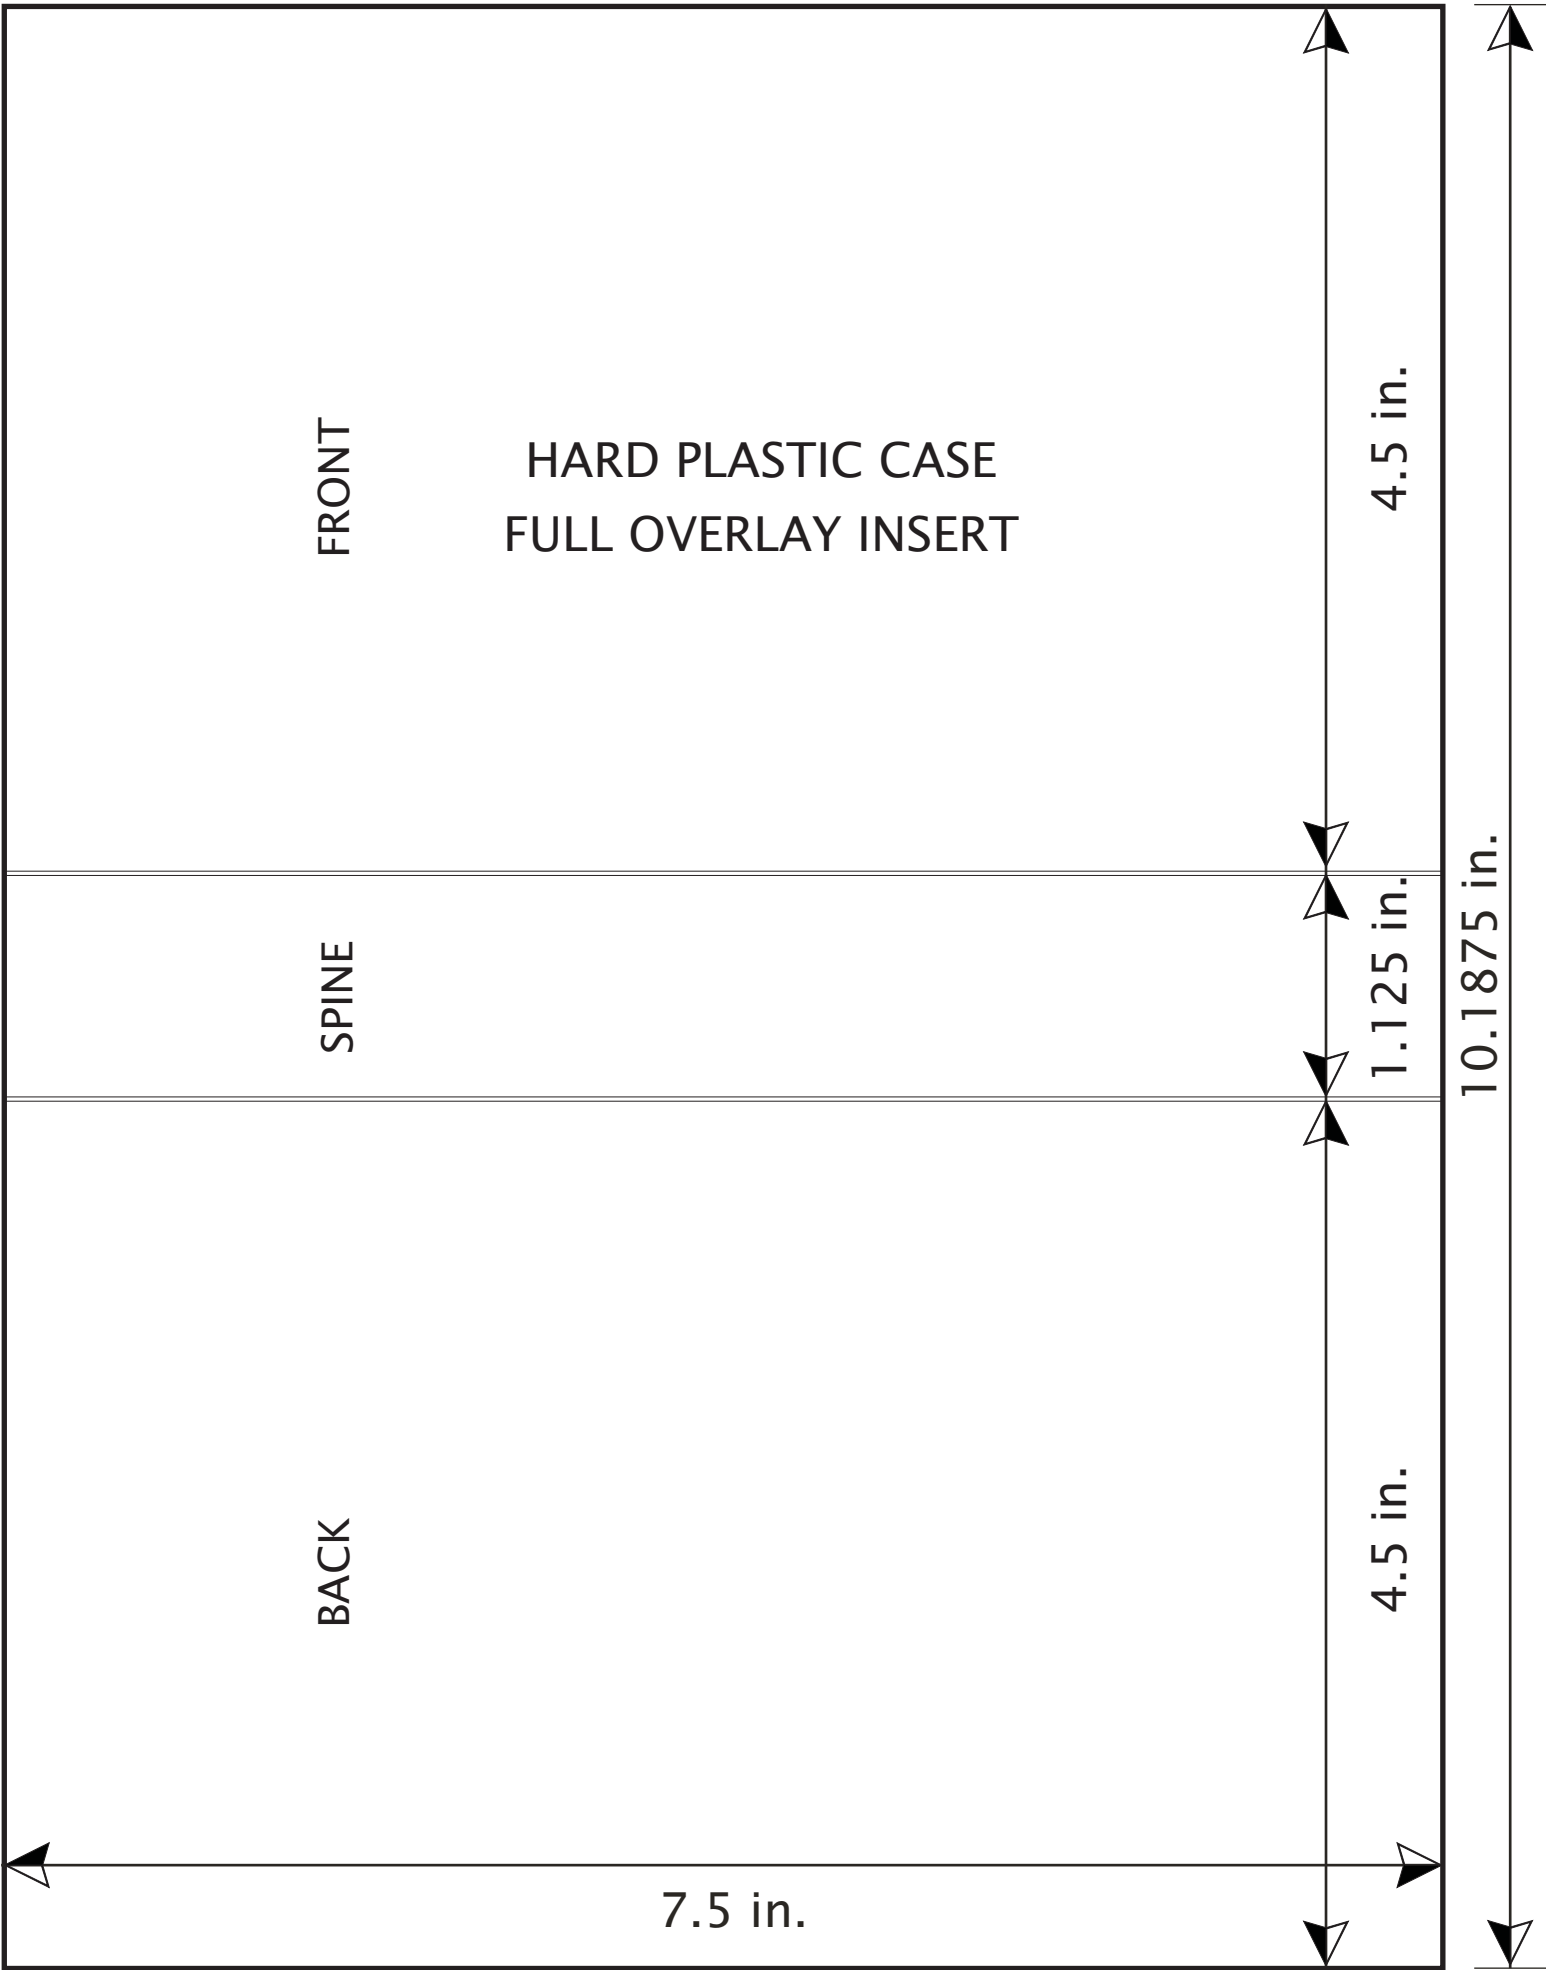 FRONT
HARD PLASTIC CASE
FULL OVERLAY INSERT
4.5 in.
SPINE
1.125 in.
10.1875 in.
BACK
4.5 in.
7.5 in.